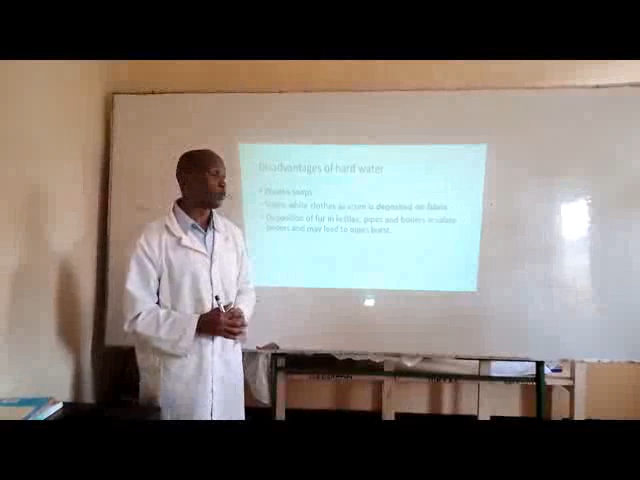 Disadvantages of hard water
• Wastes soap
• Stains white clothes as scum is deposited on fabric
• Deposition of fur in kettles, pipes and boilers insulate
boilers and may lead to pipes burst.